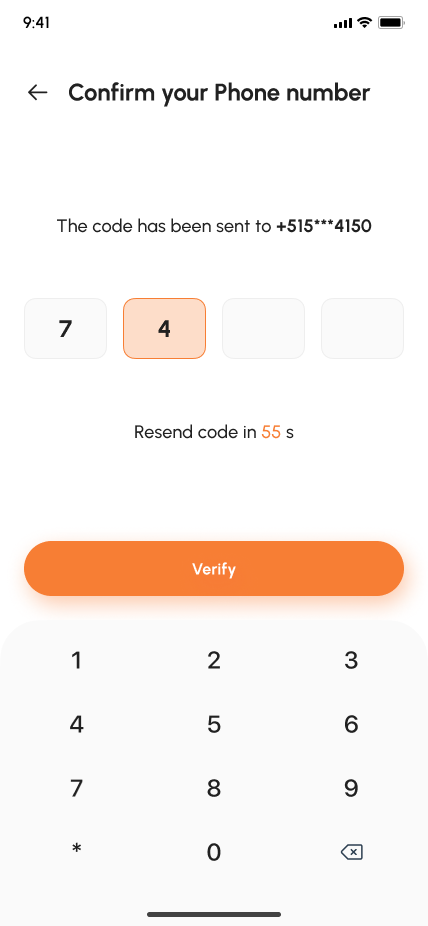 9:41
Confirm your Phone number
The code has been sent to +515***4150
7 4
Resend code in 55 s
Verify
1 2 3
4 5 6
7 8 9
* 0